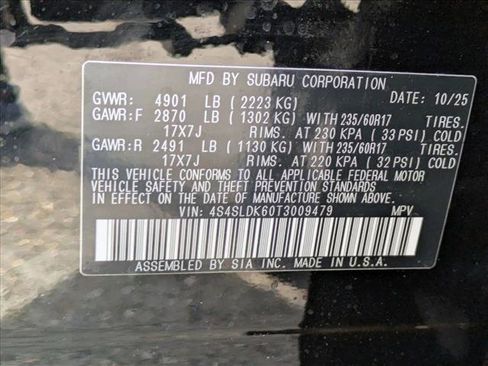 MFD BY SUBARU CORPORATION
GVWR: 4901 LB ( 2223 KG) DATE: 10/25
GAWR:F 2870 LB ( 1302 KG) WITH 235/60R17 TIRES.
17X7J RIMS. AT 230 KPA ( 33 PSI) COLD
GAWR:R 2491 LB ( 1130 KG) WITH 235/60R17 TIRES.
17X7J RIMS. AT 220 KPA ( 32 PSI) COLD
THIS VEHICLE CONFORMS TO ALL APPLICABLE FEDERAL MOTOR
VEHICLE SAFETY AND THEFT PREVENTION STANDARDS
IN EFFECT ON THE DATE OF MANUFACTURE SHOWN ABOVE.
VIN: 4S4SLDK60T3009479 MPV
ASSEMBLED BY SIA INC. MADE IN U.S.A.